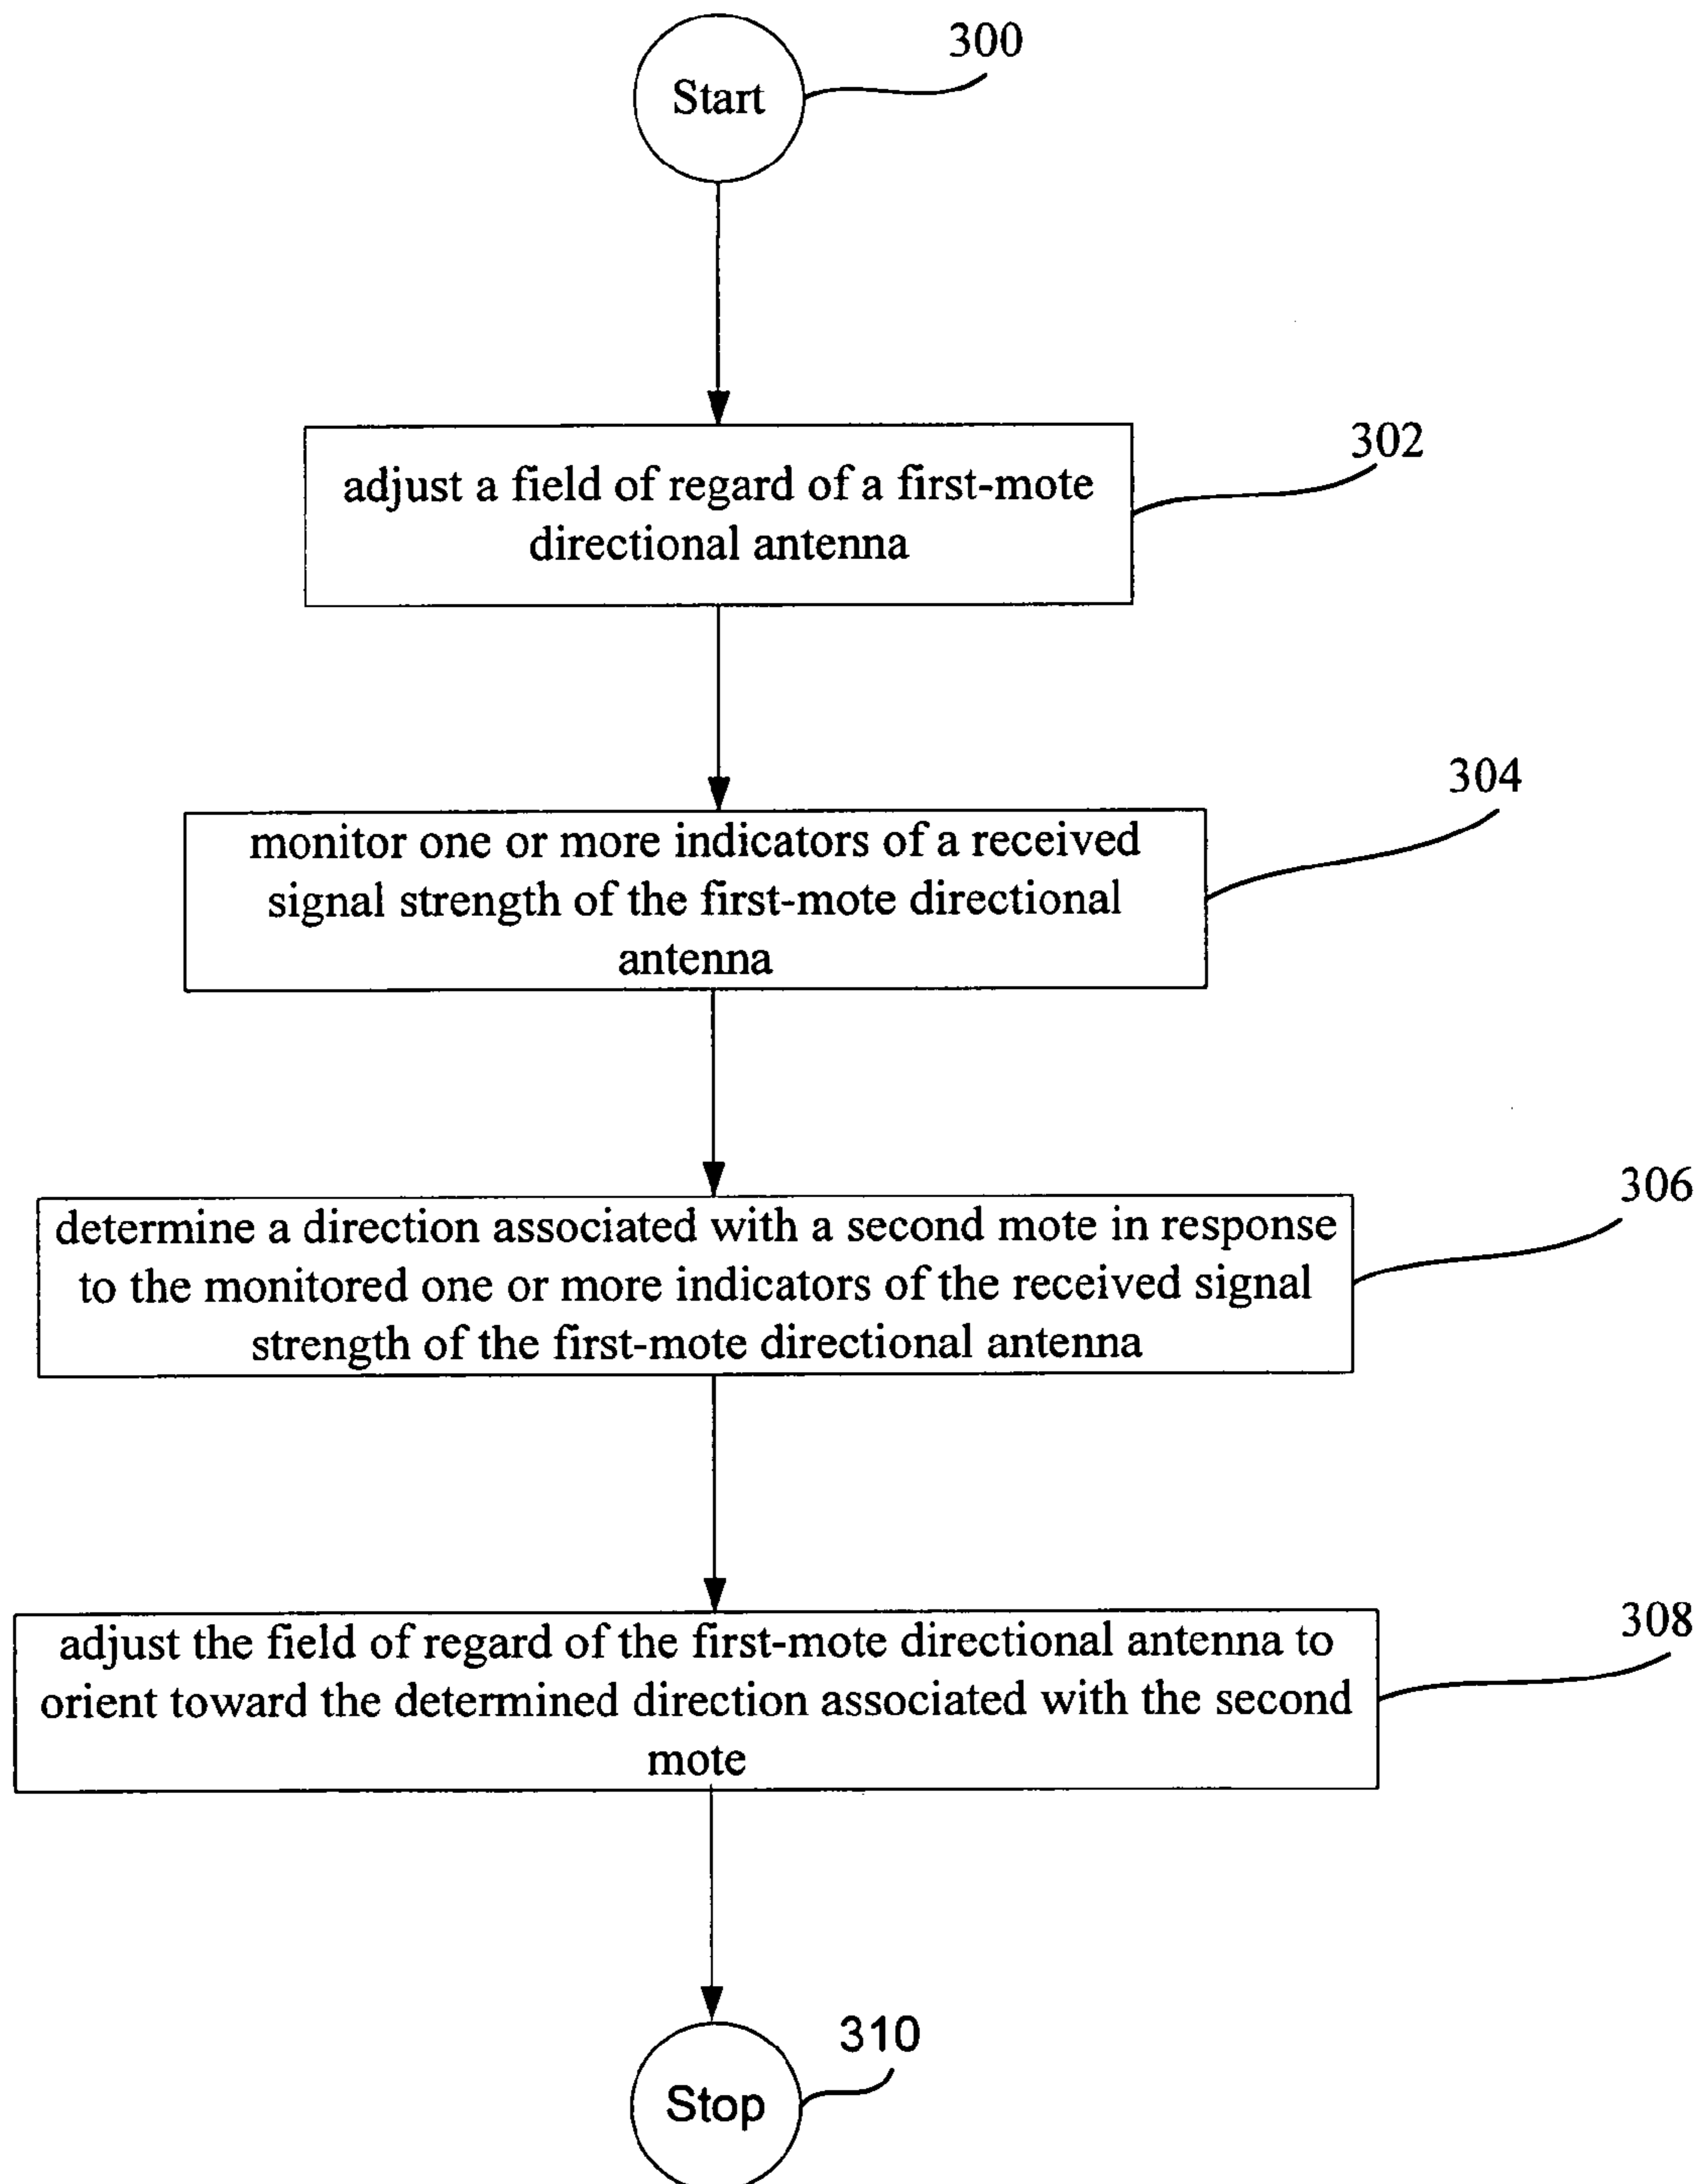 300
Start
302
adjust a field of regard of a first-mote
directional antenna
304
monitor one or more indicators of a received
signal strength of the first-mote directional
antenna
306
determine a direction associated with a second mote in response
to the monitored one or more indicators of the received signal
strength of the first-mote directional antenna
308
adjust the field of regard of the first-mote directional antenna to
orient toward the determined direction associated with the second
mote
310
Stop